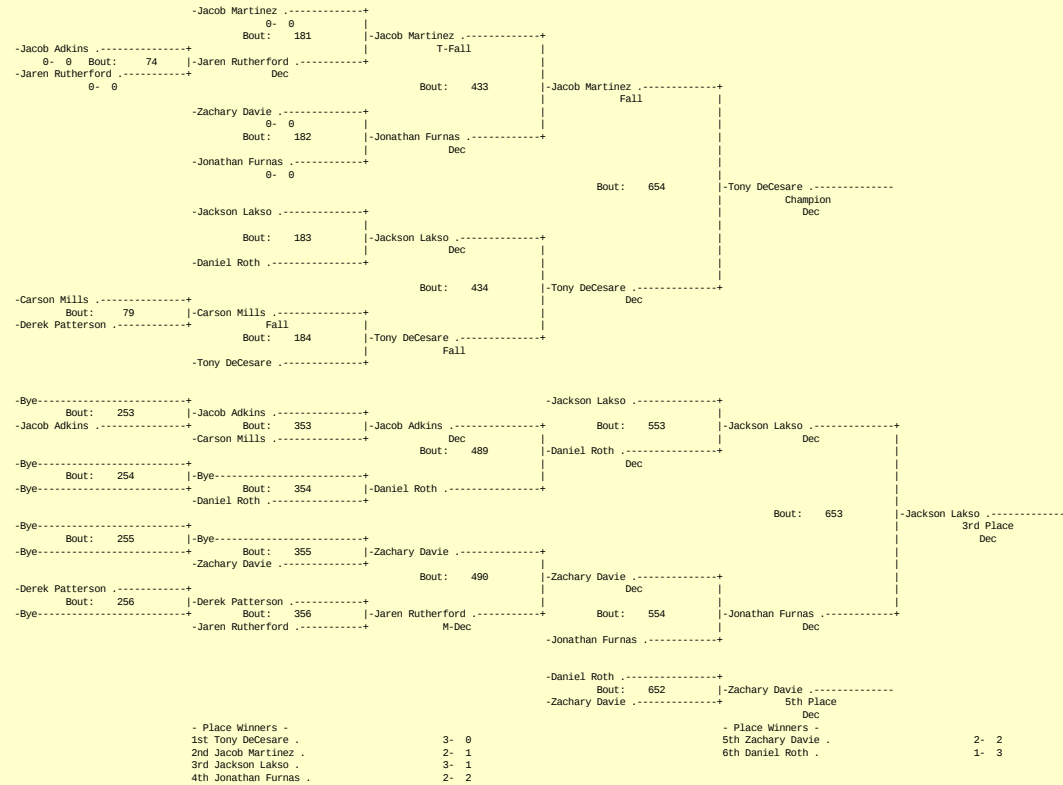 -Jacob Martinez .------------+
0-  0                |
Bout:    181        |-Jacob Martinez .------------+
-Jacob Adkins .--------------+                            |            T-Fall           |
0-  0   Bout:     74     |-Jaren Rutherford .----------+                             |
-Jaren Rutherford .----------+             Dec                                          |
0-  0                                                Bout:    433        |-Jacob Martinez .------------+
|            Fall             |
-Zachary Davie .-------------+                             |                             |
0-  0                |                             |                             |
Bout:    182        |-Jonathan Furnas .-----------+                             |
|             Dec                                           |
-Jonathan Furnas .-----------+                                                           |
0-  0                                           Bout:    654        |-Tony DeCesare .-------------
|          Champion
-Jackson Lakso .-------------+                                                           |             Dec
|                                                           |
Bout:    183        |-Jackson Lakso .-------------+                             |
|             Dec             |                             |
-Daniel Roth .---------------+                             |                             |
Bout:    434        |-Tony DeCesare .-------------+
-Carson Mills .--------------+                                                          |             Dec
Bout:     79         |-Carson Mills .--------------+                             |
-Derek Patterson .-----------+            Fall            |                             |
Bout:    184        |-Tony DeCesare .-------------+
|            Fall
-Tony DeCesare .-------------+
-Bye-------------------------+                                                           -Jackson Lakso .-------------+
Bout:    253         |-Jacob Adkins .--------------+                                                           |
-Jacob Adkins .--------------+        Bout:    353        |-Jacob Adkins .--------------+        Bout:    553        |-Jackson Lakso .-------------+
-Carson Mills .--------------+             Dec             |                             |             Dec             |
-Bye-------------------------+                                     Bout:    489        |-Daniel Roth .---------------+                             |
Bout:    254         |-Bye-------------------------+                             |             Dec                                           |
-Bye-------------------------+        Bout:    354        |-Daniel Roth .---------------+                                                           |
-Daniel Roth .---------------+                                                                                         |
-Bye-------------------------+                                                                                    Bout:    653        |-Jackson Lakso .-------------
Bout:    255         |-Bye-------------------------+                                                                                         |          3rd Place
-Bye-------------------------+        Bout:    355        |-Zachary Davie .-------------+                                                           |             Dec
-Zachary Davie .-------------+                             |                                                           |
Bout:    490        |-Zachary Davie .-------------+                             |
-Derek Patterson .-----------+                                                          |             Dec             |                             |
Bout:    256         |-Derek Patterson .-----------+                             |                             |                             |
-Bye-------------------------+        Bout:    356        |-Jaren Rutherford .----------+        Bout:    554        |-Jonathan Furnas .-----------+
-Jaren Rutherford .----------+            M-Dec                                          |             Dec
-Jonathan Furnas .-----------+
-Daniel Roth .---------------+
Bout:    652        |-Zachary Davie .-------------
-Zachary Davie .-------------+          5th Place
Dec
- Place Winners -                                                                        - Place Winners -
1st Tony DeCesare .                        3-  0                                         5th Zachary Davie .                        2-  2
2nd Jacob Martinez .                       2-  1                                         6th Daniel Roth .                          1-  3
3rd Jackson Lakso .                        3-  1
4th Jonathan Furnas .                      2-  2